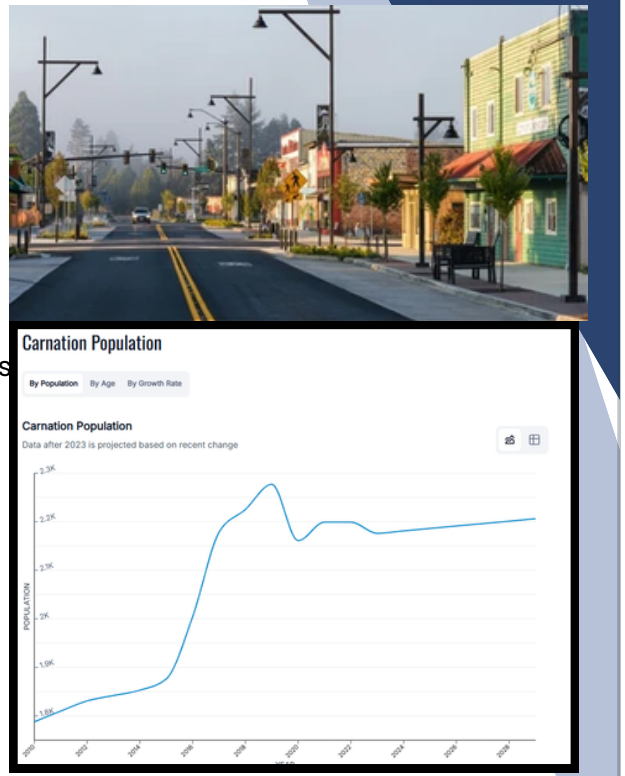 s
Carnation Population
By Population By Age By Growth Rate
Carnation Population
Data after 2023 is projected based on recent change
2.3K
2.2K
2.1K
2K
1.9K
1.8K
POPULATION
2010 2012 2014 2016 2018 2020 2022 2024 2026 2028
YEAR